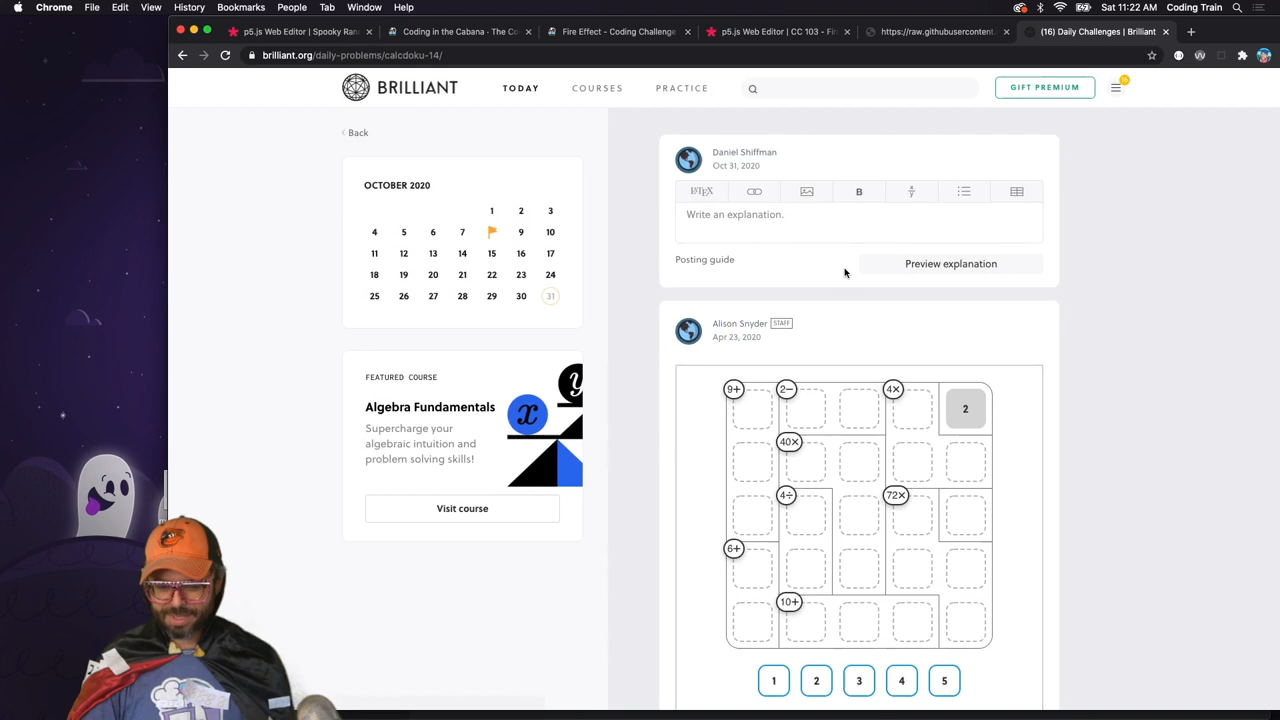 Chrome File Edit View History Bookmarks People Tab Window Help
Sat 11:22 AM Coding Train
p5.js Web Editor | Spooky Ran
Coding in the Cabana · The Co
Fire Effect - Coding Challenge
p5.js Web Editor | CC 103 - Fir
https://raw.githubusercontent.
(16) Daily Challenges | Brilliant
brilliant.org/daily-problems/calcdoku-14/
BRILLIANT
TODAY COURSES PRACTICE
GIFT PREMIUM
Back
OCTOBER 2020
1 2 3
4 5 6 7 9 10
11 12 13 14 15 16 17
18 19 20 21 22 23 24
25 26 27 28 29 30 31
FEATURED COURSE
Algebra Fundamentals
Supercharge your
algebraic intuition and
problem solving skills!
x y
Visit course
Daniel Shiffman
Oct 31, 2020
LATEX B x/y
Write an explanation.
Posting guide
Preview explanation
Alison Snyder STAFF
Apr 23, 2020
9+ 2− 4×
2
40×
4÷ 72×
6+
10+
1 2 3 4 5